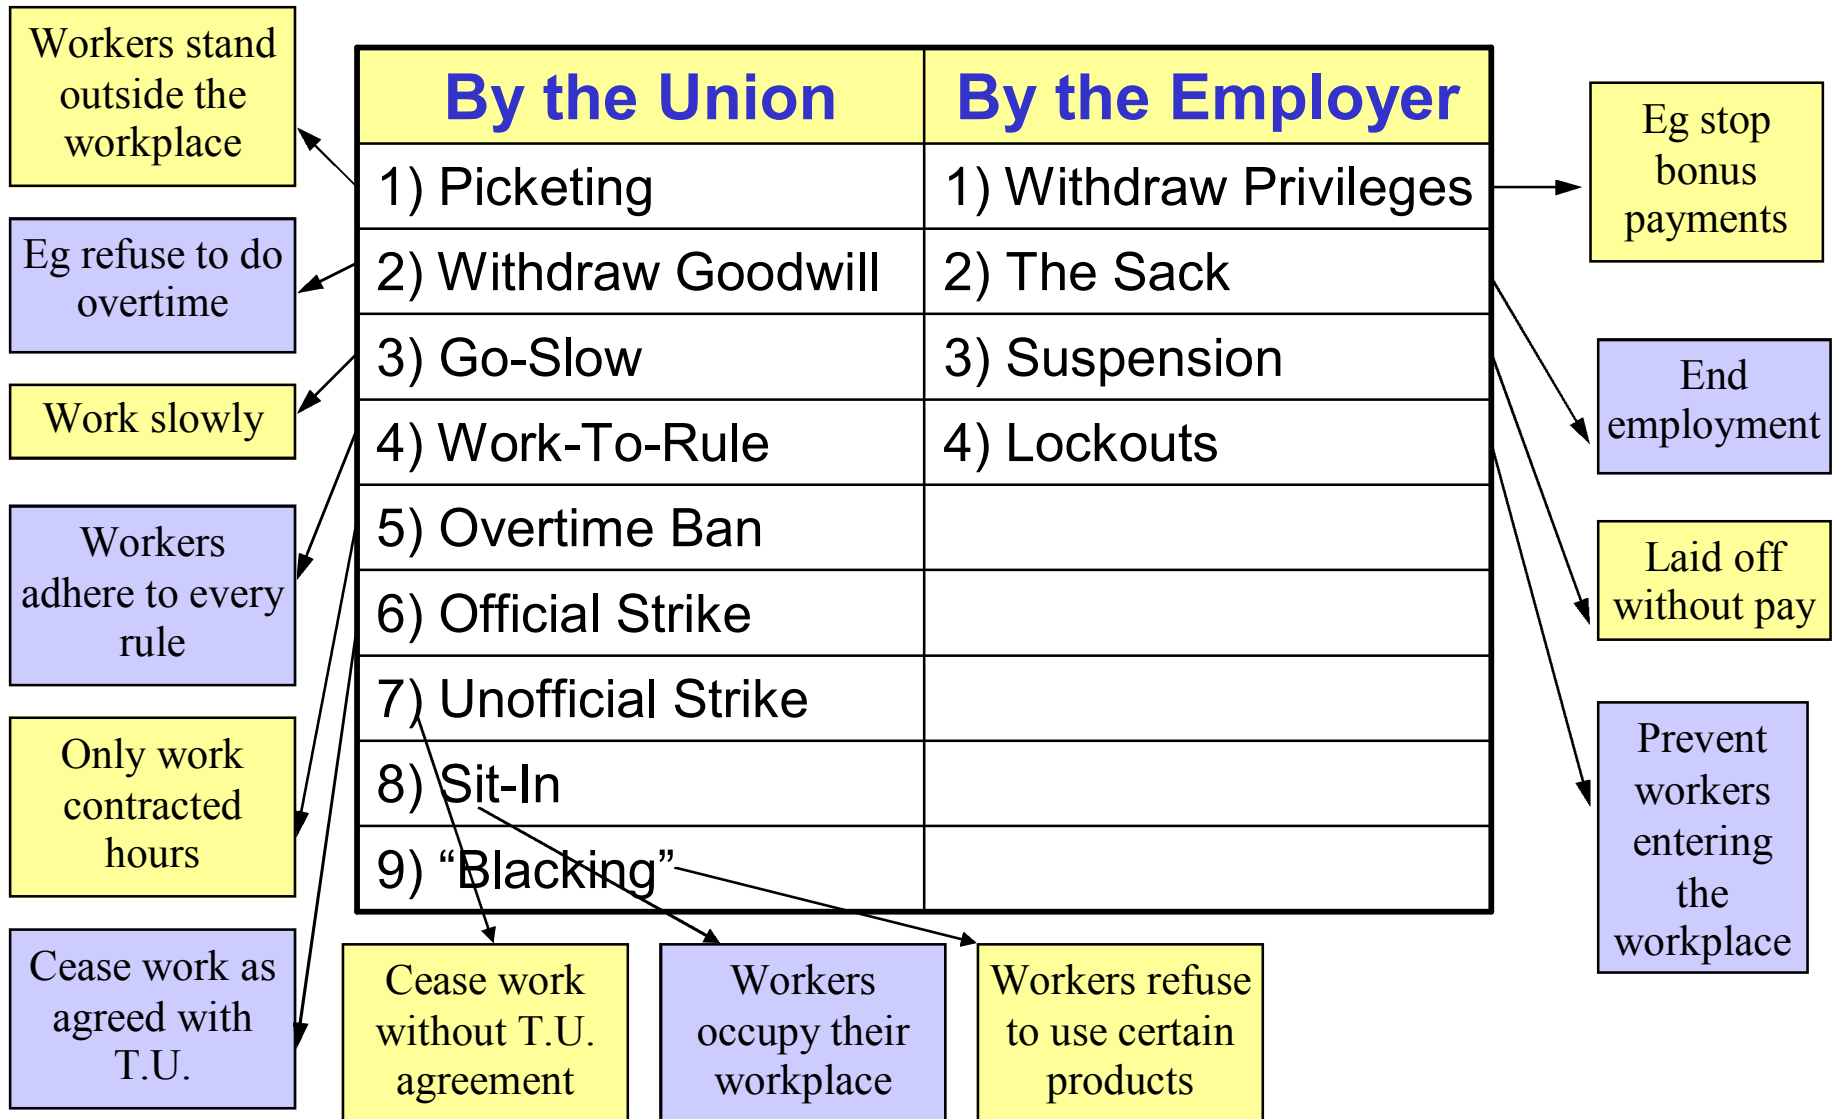 Workers stand
outside the
workplace
Eg refuse to do
overtime
Work slowly
Workers
adhere to every
rule
Only work
contracted
hours
Cease work as
agreed with
T.U.
By the Union
By the Employer
1) Picketing
1) Withdraw Privileges
2) Withdraw Goodwill
2) The Sack
3) Go-Slow
3) Suspension
4) Work-To-Rule
4) Lockouts
5) Overtime Ban
6) Official Strike
7) Unofficial Strike
8) Sit-In
9) “Blacking”
Eg stop
bonus
payments
End
employment
Laid off
without pay
Prevent
workers
entering
the
workplace
Cease work
without T.U.
agreement
Workers
occupy their
workplace
Workers refuse
to use certain
products